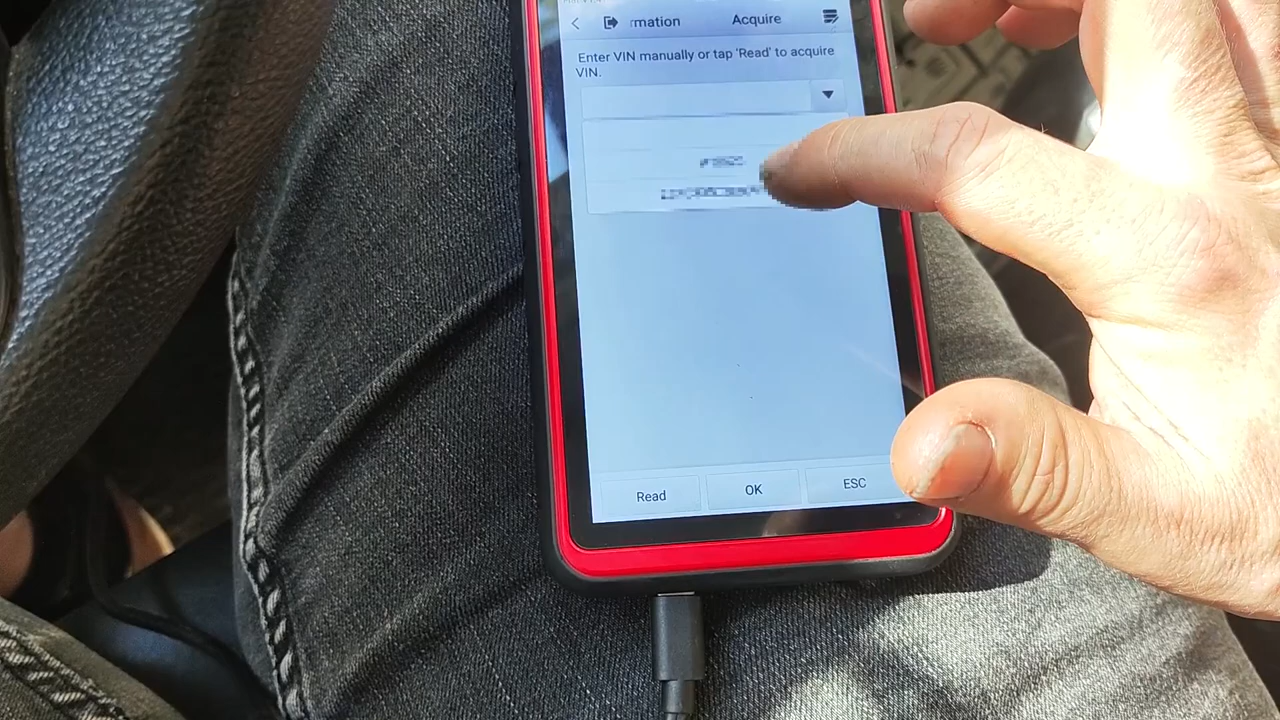 rmation Acquire
Enter VIN manually or tap 'Read' to acquire
VIN.
Read OK ESC